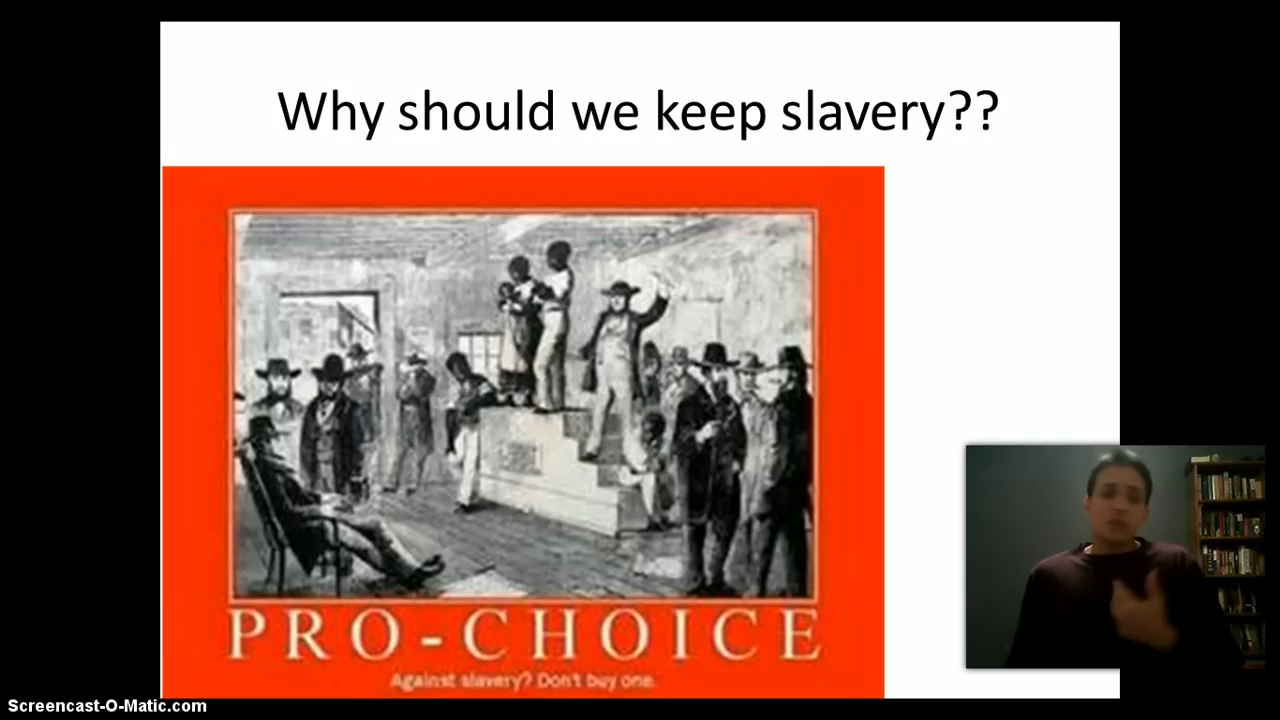 Why should we keep slavery??
PRO-CHOICE
Against slavery? Don't buy one.
Screencast-O-Matic.com